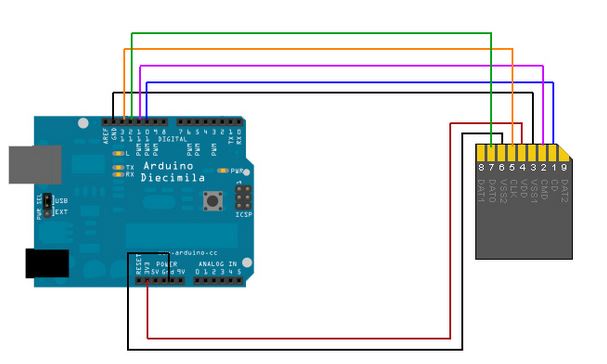 AREF
GND
13
12
11
10
9
8
7
6
5
4
3
2
1
0
PWM
PWM
PWM
PWM
PWM
PWM
TX
RX
DIGITAL
L
TX
RX
Arduino
Diecimila
PWR
1
ICSP
PWR SEL
USB
EXT
www.arduino.cc
RESET
3V3
5V
Gnd
9V
POWER
ANALOG IN
0 1 2 3 4 5
8 7 6 5 4 3 2 1 9
DAT1
DAT0
VSS2
CLK
VDD
VSS1
CMD
CD
DAT2